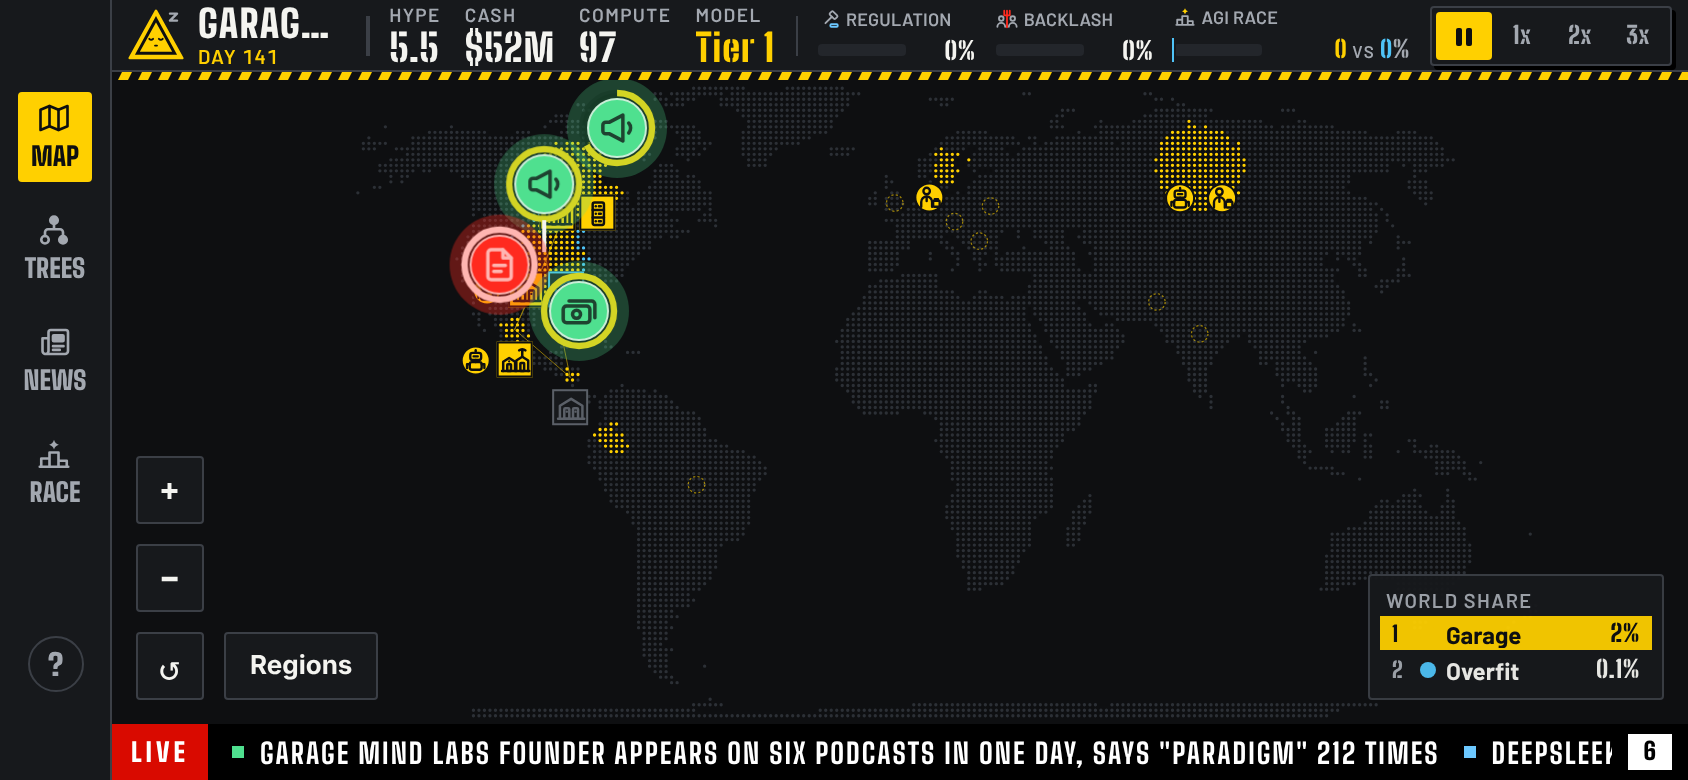 GARAG...
DAY 141
HYPE
5.5
CASH
$52M
COMPUTE
97
MODEL
Tier 1
REGULATION
0%
BACKLASH
0%
AGI RACE
0 VS 0%
1x
2x
3x
MAP
TREES
NEWS
RACE
?
+
−
↺
Regions
WORLD SHARE
1 Garage 2%
2 Overfit 0.1%
LIVE
GARAGE MIND LABS FOUNDER APPEARS ON SIX PODCASTS IN ONE DAY, SAYS "PARADIGM" 212 TIMES
DEEPSLEEK
6